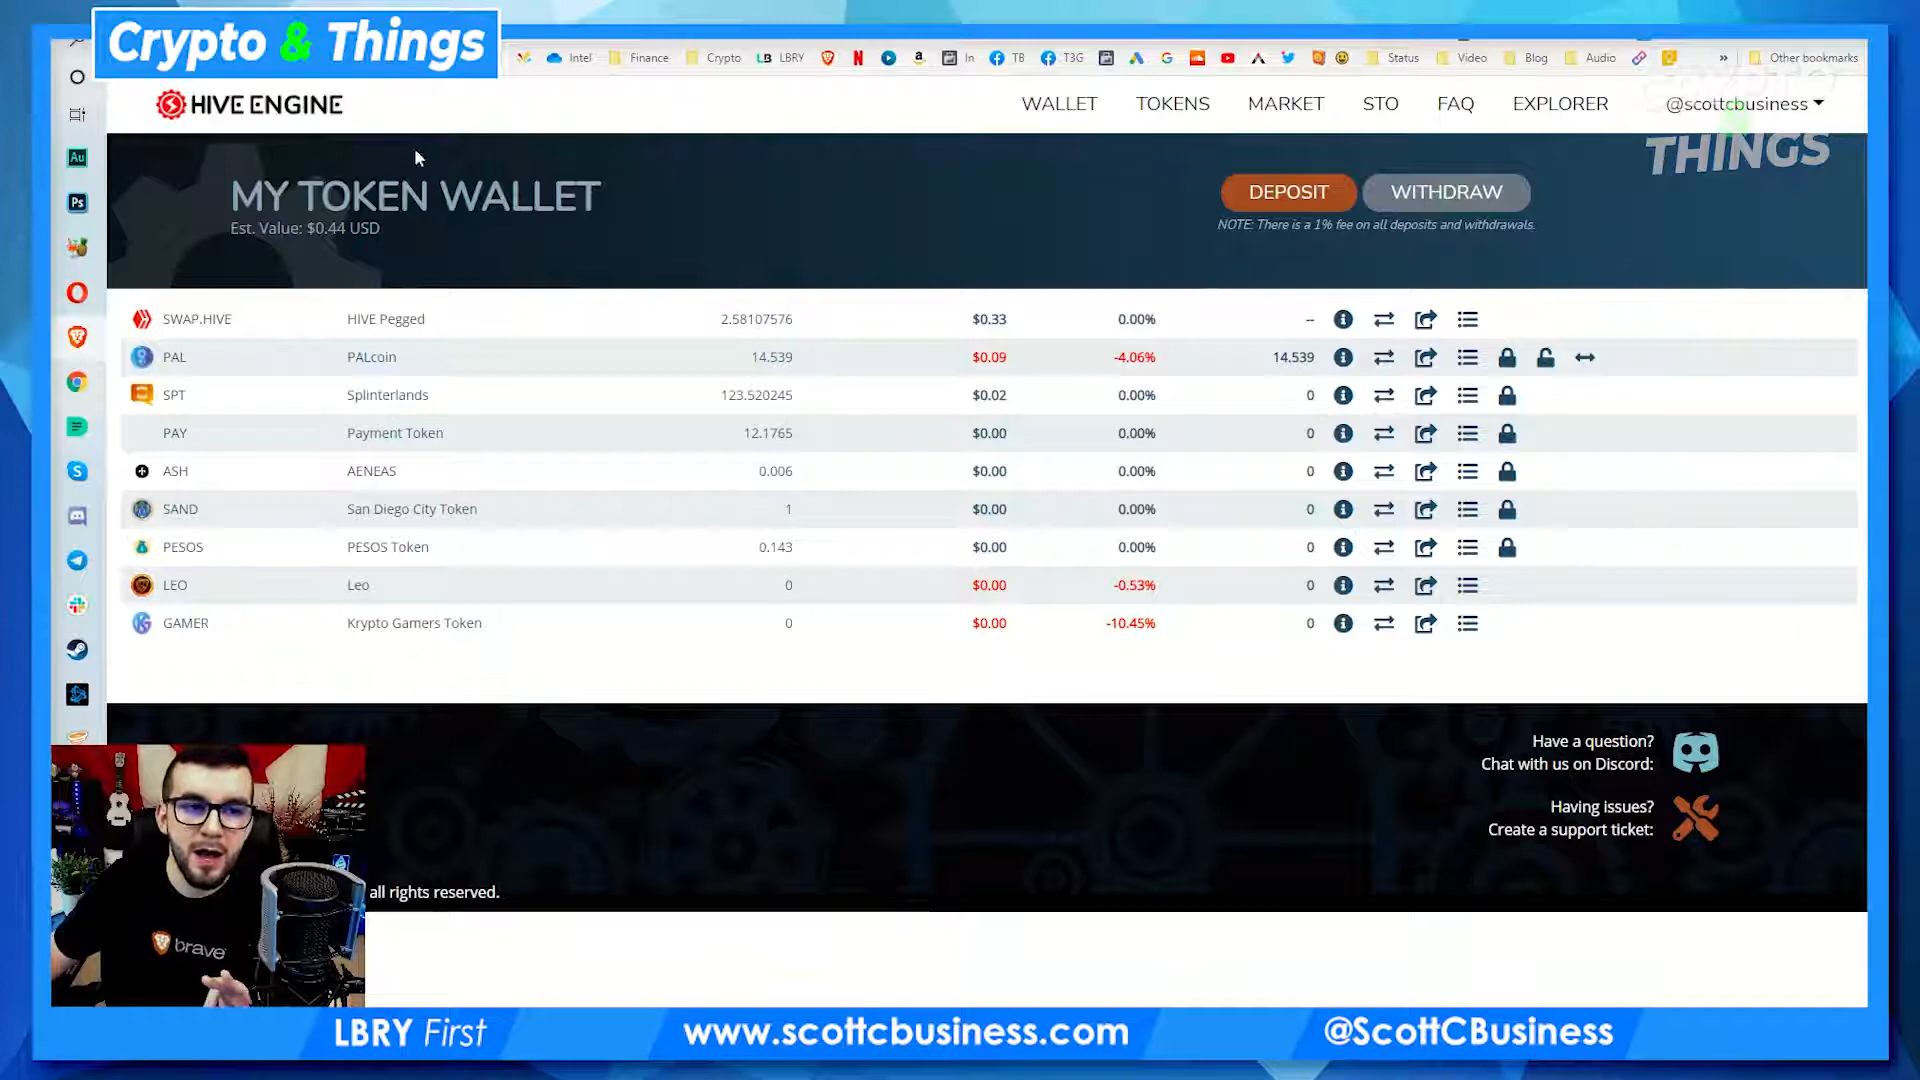 Crypto & Things
Intel
Finance
Crypto
LB
LBRY
In
TB
T3G
Status
Video
Blog
Audio
»
Other bookmarks
HIVE ENGINE
WALLET
TOKENS
MARKET
STO
FAQ
EXPLORER
@scottcbusiness
CRYPTO
THINGS
MY TOKEN WALLET
Est. Value: $0.44 USD
DEPOSIT
WITHDRAW
NOTE: There is a 1% fee on all deposits and withdrawals.
SWAP.HIVE HIVE Pegged 2.58107576 $0.33 0.00% --
PAL PALcoin 14.539 $0.09 -4.06% 14.539
SPT Splinterlands 123.520245 $0.02 0.00% 0
PAY Payment Token 12.1765 $0.00 0.00% 0
ASH AENEAS 0.006 $0.00 0.00% 0
SAND San Diego City Token 1 $0.00 0.00% 0
PESOS PESOS Token 0.143 $0.00 0.00% 0
LEO Leo 0 $0.00 -0.53% 0
GAMER Krypto Gamers Token 0 $0.00 -10.45% 0
Au
Ps
Have a question?
Chat with us on Discord:
Having issues?
Create a support ticket:
all rights reserved.
brave
LBRY First
www.scottcbusiness.com
@ScottCBusiness